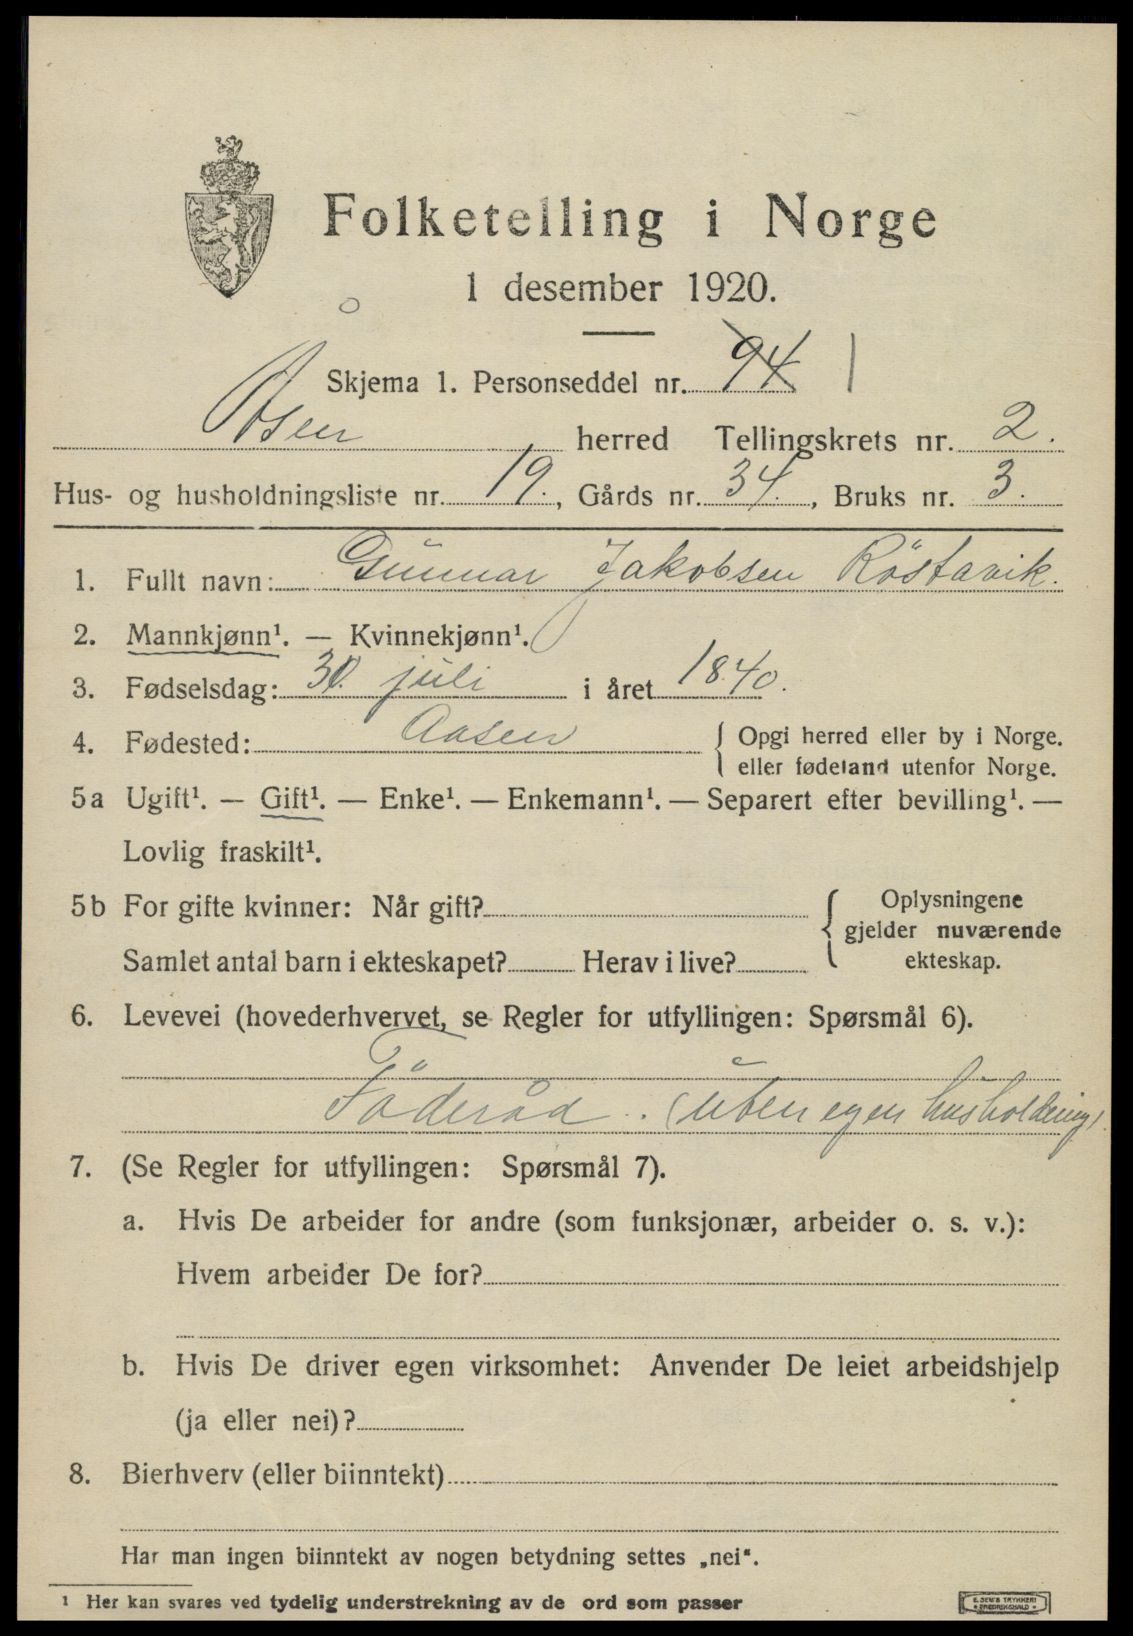 Folketelling i Norge
1 desember 1920.
Skjema 1. Personseddel nr. 94 1
Åsen herred Tellingskrets nr. 2.
Hus- og husholdningsliste nr. 19., Gårds nr. 34., Bruks nr. 3.
1. Fullt navn: Gunnar Jakobsen Röstavik.
2. Mannkjønn¹. — Kvinnekjønn¹.
3. Fødselsdag: juli i året 1840.
4. Fødested: Aasen { Opgi herred eller by i Norge.
eller fødeland utenfor Norge.
5a Ugift¹. — Gift¹. — Enke¹. — Enkemann¹. — Separert efter bevilling¹. —
Lovlig fraskilt¹.
5b For gifte kvinner: Når gift? { Oplysningene
gjelder nuværende
Samlet antal barn i ekteskapet? Herav i live? ekteskap.
6. Levevei (hovederhvervet, se Regler for utfyllingen: Spørsmål 6).
Föderåd. (uten egen husholdning).
7. (Se Regler for utfyllingen: Spørsmål 7).
a. Hvis De arbeider for andre (som funksjonær, arbeider o. s. v.):
Hvem arbeider De for?
b. Hvis De driver egen virksomhet: Anvender De leiet arbeidshjelp
(ja eller nei)?
8. Bierhverv (eller biinntekt)
Har man ingen biinntekt av nogen betydning settes „nei“.
¹ Her kan svares ved tydelig understrekning av de ord som passer